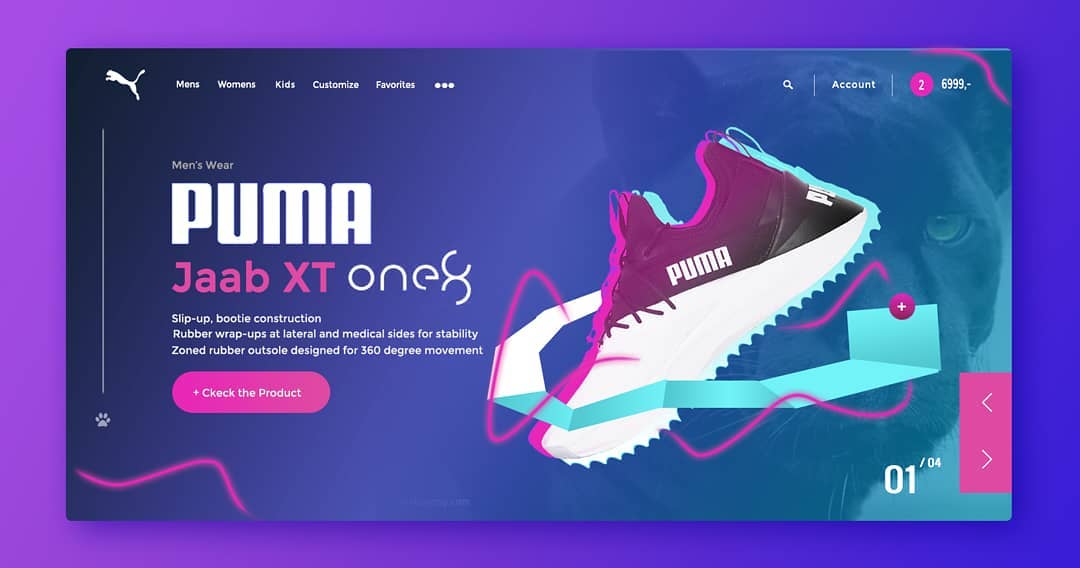 Mens Womens Kids Customize Favorites
Account 2 6999,-
Men's Wear
PUMA
Jaab XT one8
Slip-up, bootie construction
Rubber wrap-ups at lateral and medical sides for stability
Zoned rubber outsole designed for 360 degree movement
+ Ckeck the Product
PUMA
PU
+
01 / 04